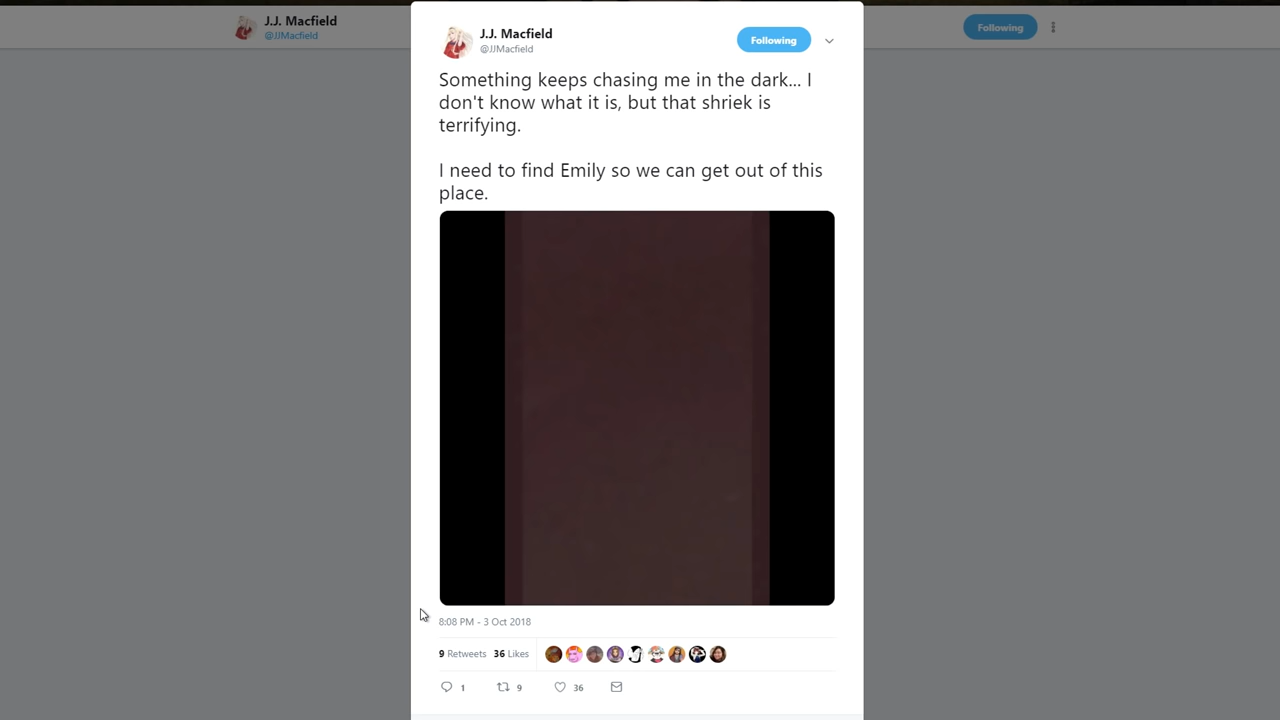 J.J. Macfield
@JJMacfield
Following
J.J. Macfield
@JJMacfield
Following
Something keeps chasing me in the dark... I
don't know what it is, but that shriek is
terrifying.
I need to find Emily so we can get out of this
place.
8:08 PM - 3 Oct 2018
9 Retweets 36 Likes
1 9 36